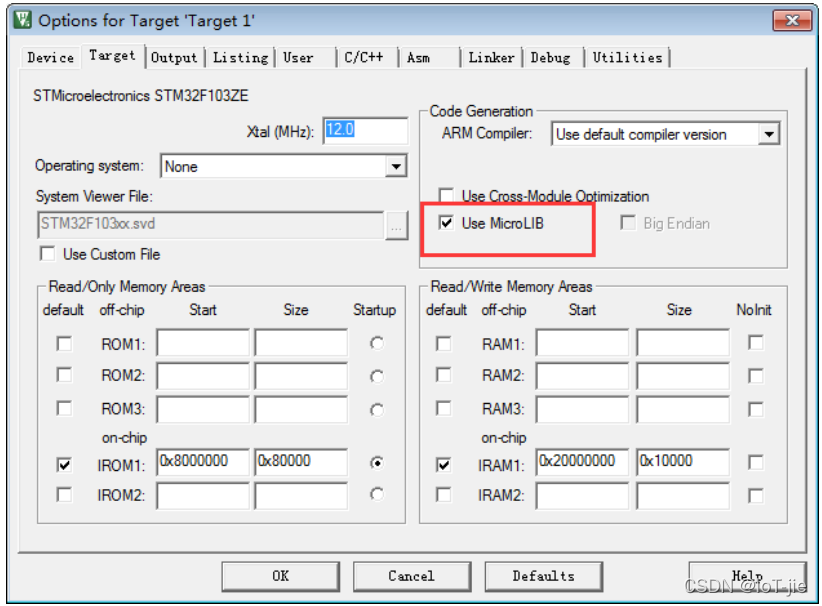 Options for Target 'Target 1'
Device Target Output Listing User C/C++ Asm Linker Debug Utilities
STMicroelectronics STM32F103ZE
Xtal (MHz): 12.0
Operating system: None
System Viewer File:
STM32F103xx.svd ...
Use Custom File
Code Generation
ARM Compiler: Use default compiler version
Use Cross-Module Optimization
Use MicroLIB Big Endian
Read/Only Memory Areas
default off-chip Start Size Startup
ROM1:
ROM2:
ROM3:
on-chip
IROM1: 0x8000000 0x80000
IROM2:
Read/Write Memory Areas
default off-chip Start Size NoInit
RAM1:
RAM2:
RAM3:
on-chip
IRAM1: 0x20000000 0x10000
IRAM2:
OK Cancel Defaults Help
CSDN @IoT.jie